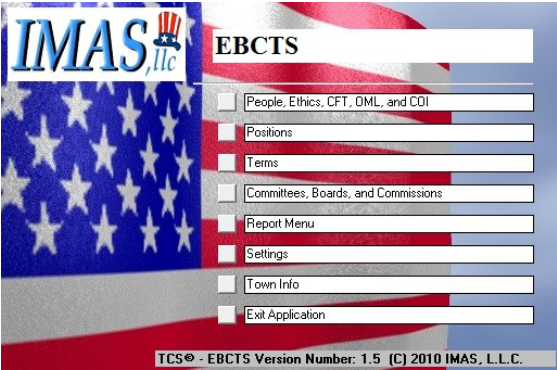 IMAS, llc
EBCTS
People, Ethics, CFT, OML, and COI
Positions
Terms
Committees, Boards, and Commissions
Report Menu
Settings
Town Info
Exit Application
TCS© - EBCTS Version Number: 1.5 (C) 2010 IMAS, L.L.C.